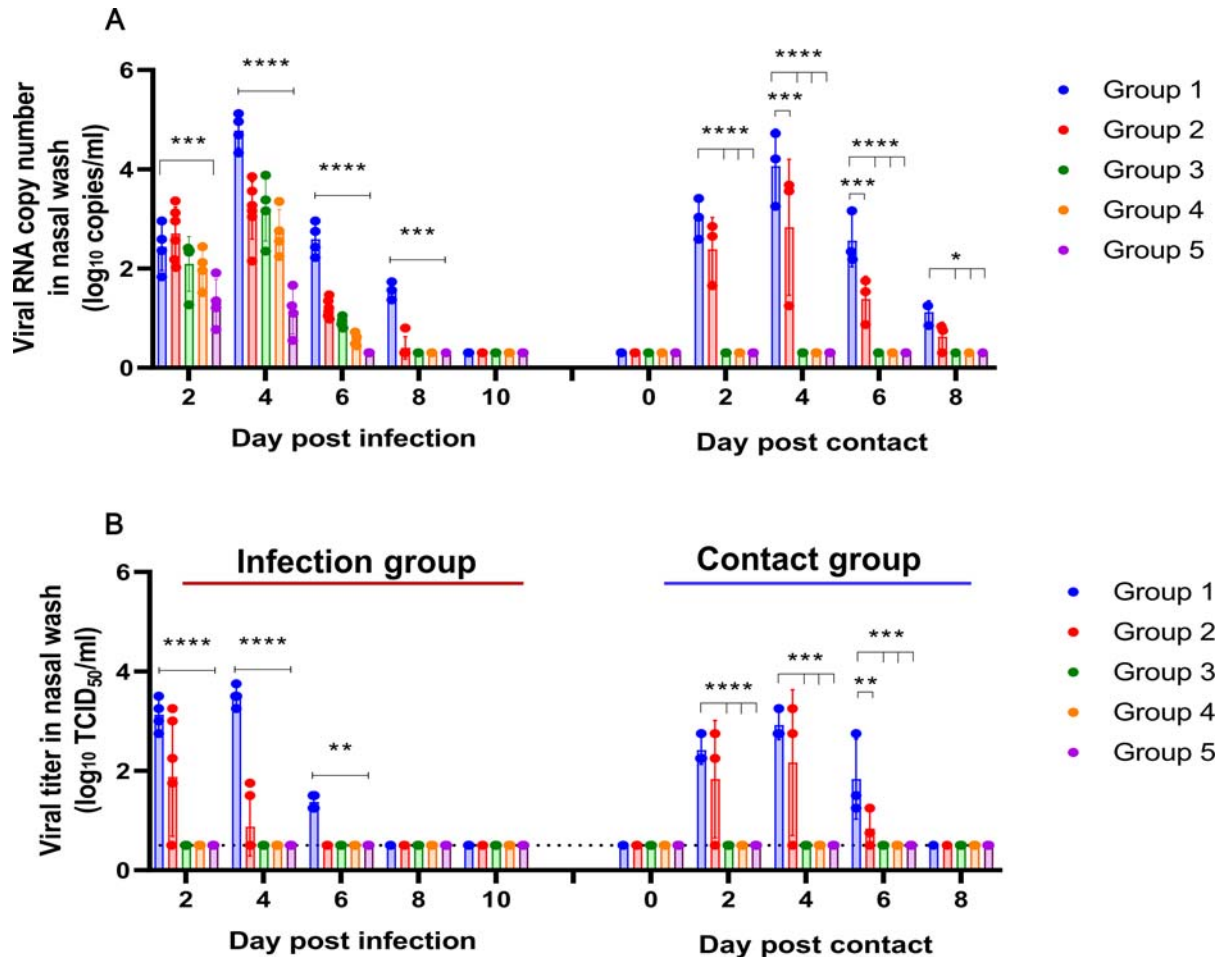 A
Viral RNA copy number
in nasal wash
(log₁₀ copies/ml)
6
4
2
0
***
****
****
***
****
****
***
****
***
*
2 4 6 8 10 0 2 4 6 8
Day post infection Day post contact
Group 1
Group 2
Group 3
Group 4
Group 5
B
Infection group Contact group
Viral titer in nasal wash
(log₁₀ TCID₅₀/ml)
6
4
2
0
****
****
**
****
***
***
**
2 4 6 8 10 0 2 4 6 8
Day post infection Day post contact
Group 1
Group 2
Group 3
Group 4
Group 5